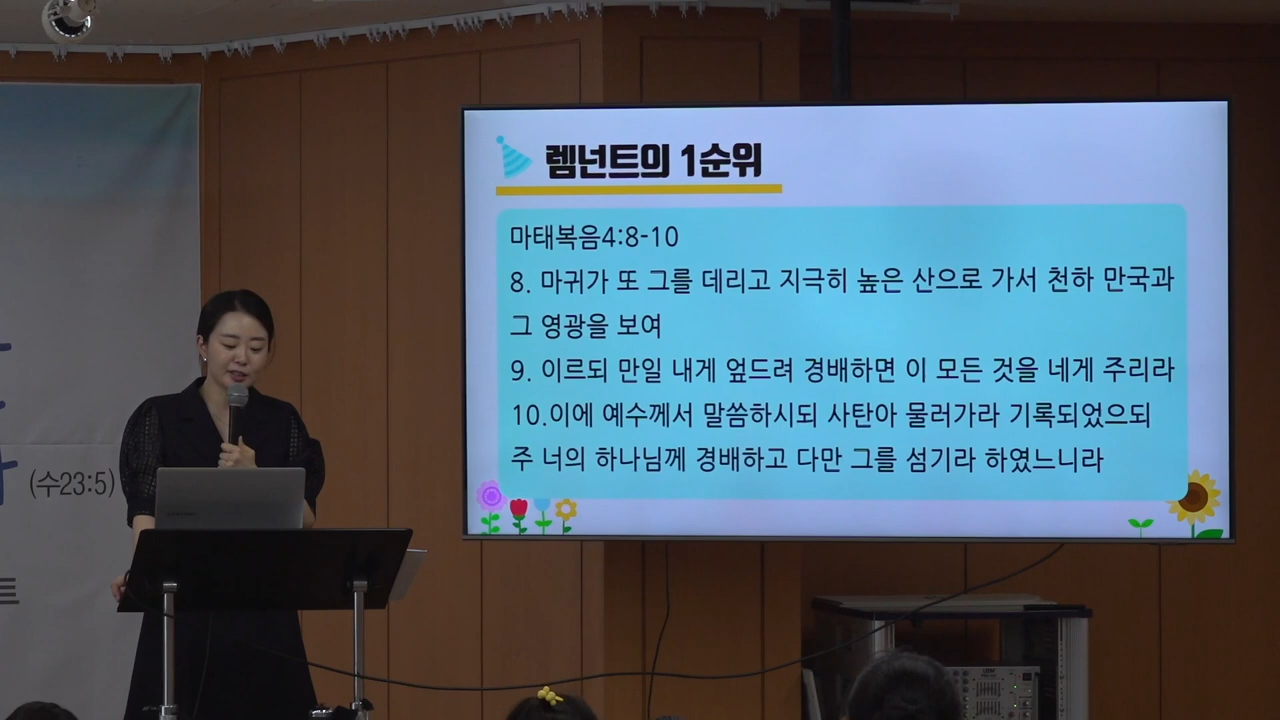 렘넌트의 1순위
마태복음4:8-10
8. 마귀가 또 그를 데리고 지극히 높은 산으로 가서 천하 만국과
그 영광을 보여
9. 이르되 만일 내게 엎드려 경배하면 이 모든 것을 네게 주리라
10.이에 예수께서 말씀하시되 사탄아 물러가라 기록되었으되
주 너의 하나님께 경배하고 다만 그를 섬기라 하였느니라
(수23:5)
트